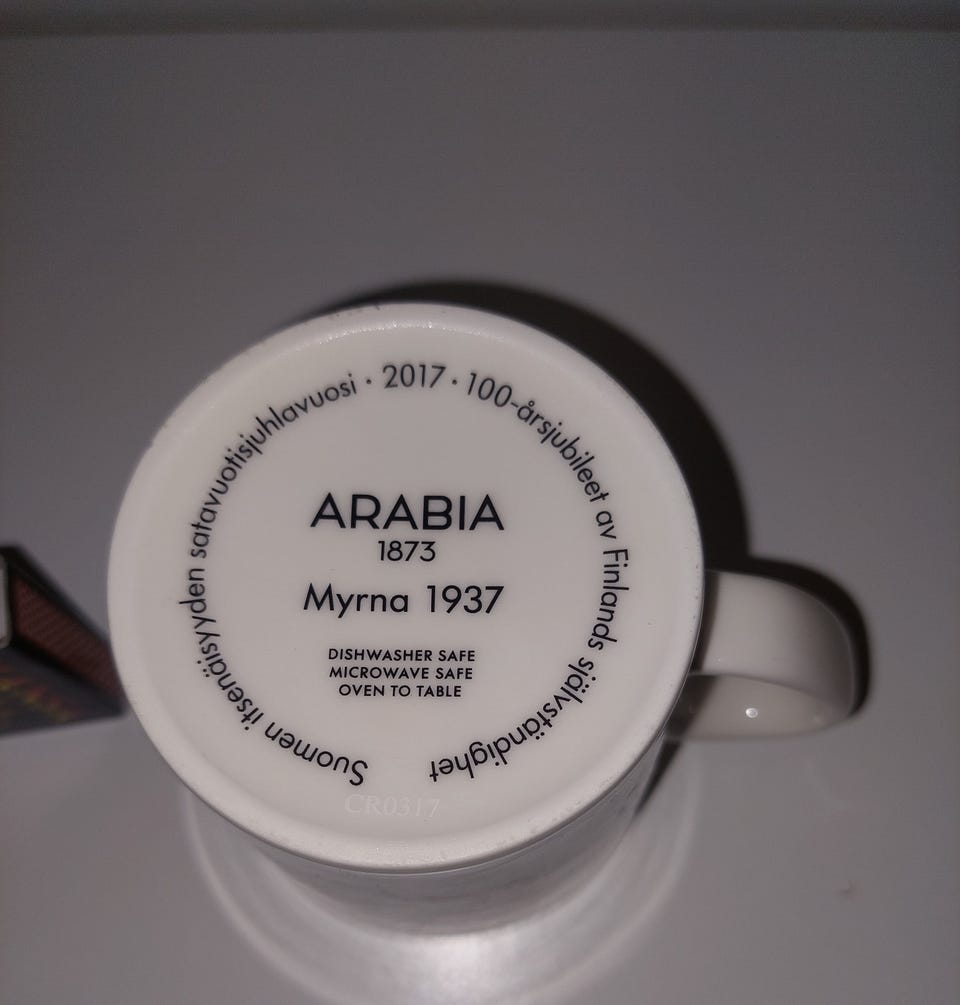 Suomen itsenäisyyden satavuotisjuhlavuosi · 2017 · 100-årsjubileet av Finlands självständighet
ARABIA
1873
Myrna 1937
DISHWASHER SAFE
MICROWAVE SAFE
OVEN TO TABLE
CR0317